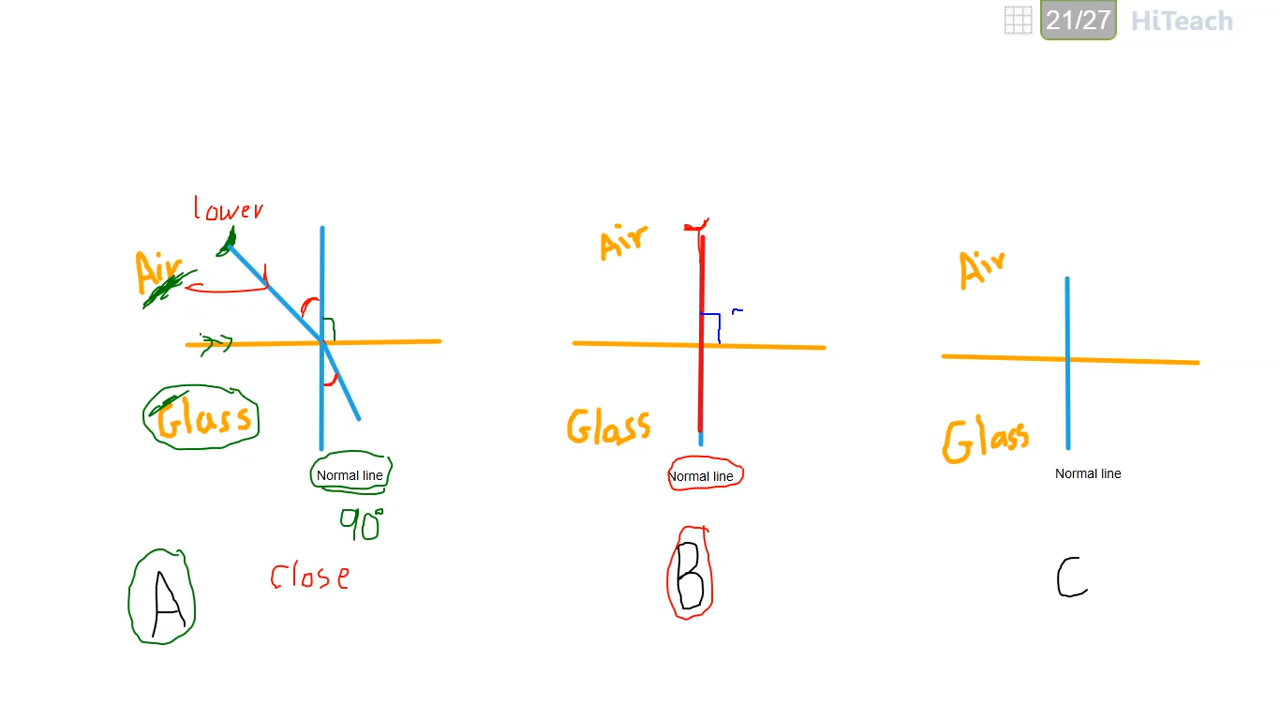 21/27 HiTeach
lower
Air
Glass
Normal line
90°
A
Close
Air
Glass
Normal line
B
Air
Glass
Normal line
C